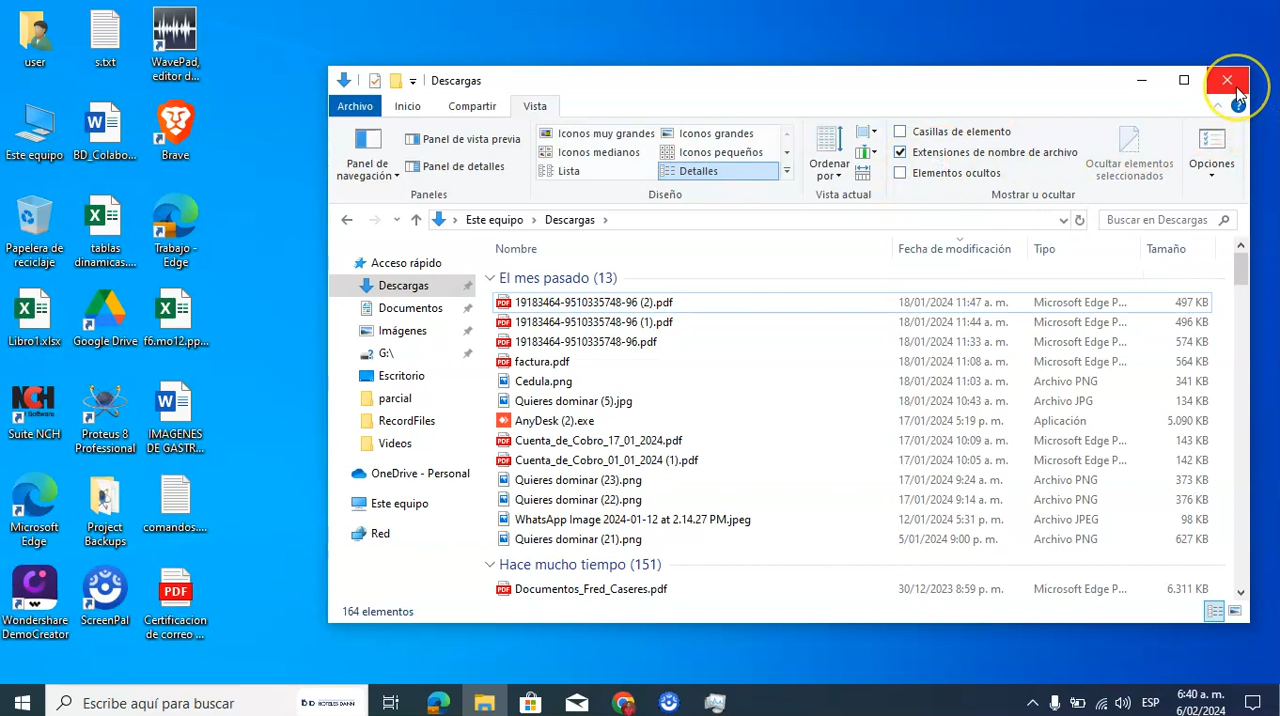 user
s.txt
WavePad,
editor d...
Este equipo
BD_Colabo...
Brave
Papelera de
reciclaje
tablas
dinamicas....
Trabajo -
Edge
Libro1.xlsx
Google Drive
f6.mo12.pp...
NCH
Software
Suite NCH
Proteus 8
Professional
IMAGENES
DE GASTR...
Microsoft
Edge
Project
Backups
comandos....
Wondershare
DemoCreator
ScreenPal
PDF
Certificacion
de correo ...
Descargas
Archivo
Inicio
Compartir
Vista
Panel de
navegación
Panel de vista previa
Panel de detalles
Paneles
Iconos muy grandes
Iconos grandes
Iconos medianos
Iconos pequeños
Lista
Detalles
Diseño
Ordenar
por
Vista actual
Casillas de elemento
Extensiones de nombre de archivo
Elementos ocultos
Ocultar elementos
seleccionados
Mostrar u ocultar
Opciones
Este equipo
Descargas
Buscar en Descargas
Nombre
Fecha de modificación
Tipo
Tamaño
Acceso rápido
Descargas
Documentos
Imágenes
G:\
Escritorio
parcial
RecordFiles
Videos
OneDrive - Personal
Este equipo
Red
El mes pasado (13)
19183464-9510335748-96 (2).pdf 18/01/2024 11:47 a. m. Microsoft Edge P... 497 KB
19183464-9510335748-96 (1).pdf 18/01/2024 11:44 a. m. Microsoft Edge P... 496 KB
19183464-9510335748-96.pdf 18/01/2024 11:33 a. m. Microsoft Edge P... 574 KB
factura.pdf 18/01/2024 11:08 a. m. Microsoft Edge P... 564 KB
Cedula.png 18/01/2024 11:03 a. m. Archivo PNG 341 KB
Quieres dominar (5).jpg 18/01/2024 10:43 a. m. Archivo JPG 134 KB
AnyDesk (2).exe 17/01/2024 5:19 p. m. Aplicación 5.090 KB
Cuenta_de_Cobro_17_01_2024.pdf 17/01/2024 10:09 a. m. Microsoft Edge P... 143 KB
Cuenta_de_Cobro_01_01_2024 (1).pdf 17/01/2024 10:05 a. m. Microsoft Edge P... 142 KB
Quieres dominar (23).png 17/01/2024 9:24 a. m. Archivo PNG 373 KB
Quieres dominar (22).png 17/01/2024 9:14 a. m. Archivo PNG 376 KB
WhatsApp Image 2024-01-12 at 2.14.27 PM.jpeg 12/01/2024 5:31 p. m. Archivo JPEG 98 KB
Quieres dominar (21).png 5/01/2024 9:00 p. m. Archivo PNG 627 KB
Hace mucho tiempo (151)
Documentos_Fred_Caseres.pdf 30/12/2023 8:59 p. m. Microsoft Edge P... 6.311 KB
164 elementos
Escribe aquí para buscar
HOTELES DANN
ESP
6:40 a. m.
6/02/2024